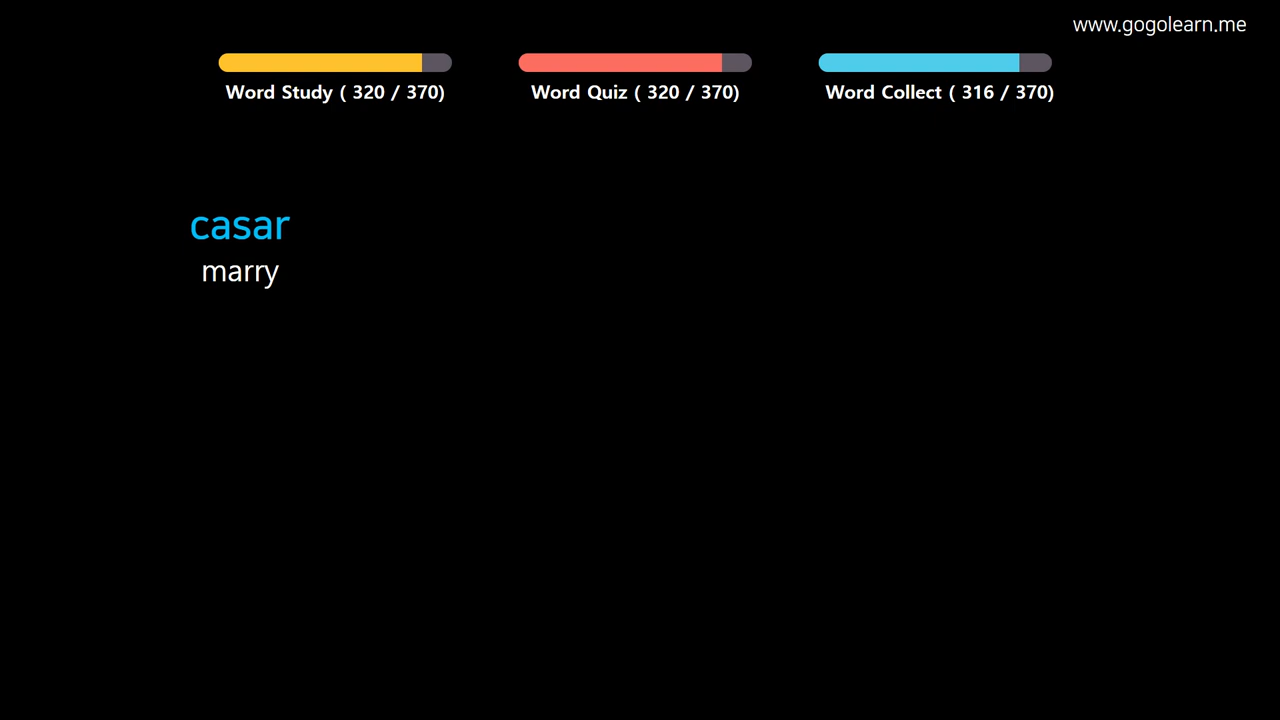 www.gogolearn.me
Word Study ( 320 / 370)
Word Quiz ( 320 / 370)
Word Collect ( 316 / 370)
casar
marry